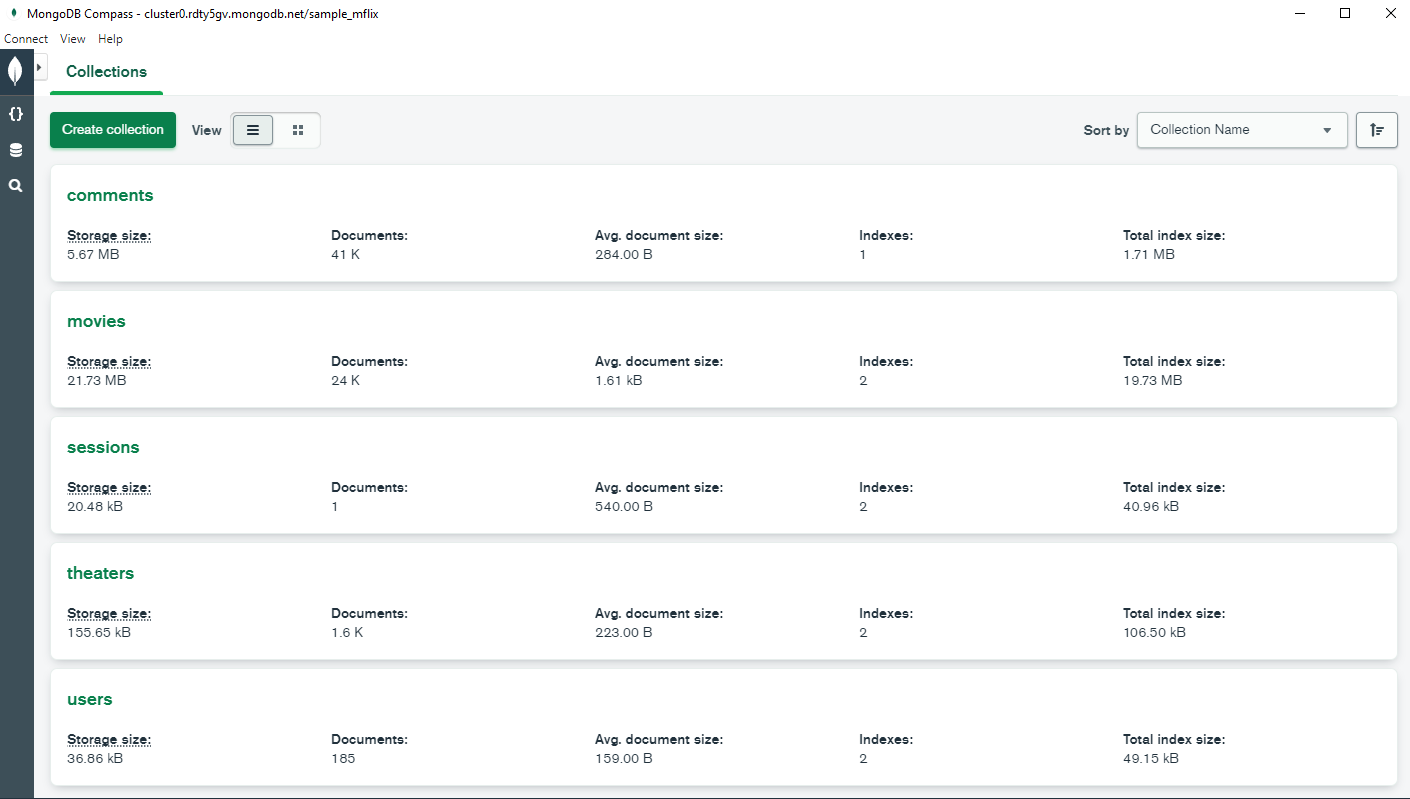 MongoDB Compass - cluster0.rdty5gv.mongodb.net/sample_mflix
Connect View Help
Collections
Create collection View Sort by Collection Name
comments
Storage size: Documents: Avg. document size: Indexes: Total index size:
5.67 MB 41 K 284.00 B 1 1.71 MB
movies
Storage size: Documents: Avg. document size: Indexes: Total index size:
21.73 MB 24 K 1.61 kB 2 19.73 MB
sessions
Storage size: Documents: Avg. document size: Indexes: Total index size:
20.48 kB 1 540.00 B 2 40.96 kB
theaters
Storage size: Documents: Avg. document size: Indexes: Total index size:
155.65 kB 1.6 K 223.00 B 2 106.50 kB
users
Storage size: Documents: Avg. document size: Indexes: Total index size:
36.86 kB 185 159.00 B 2 49.15 kB